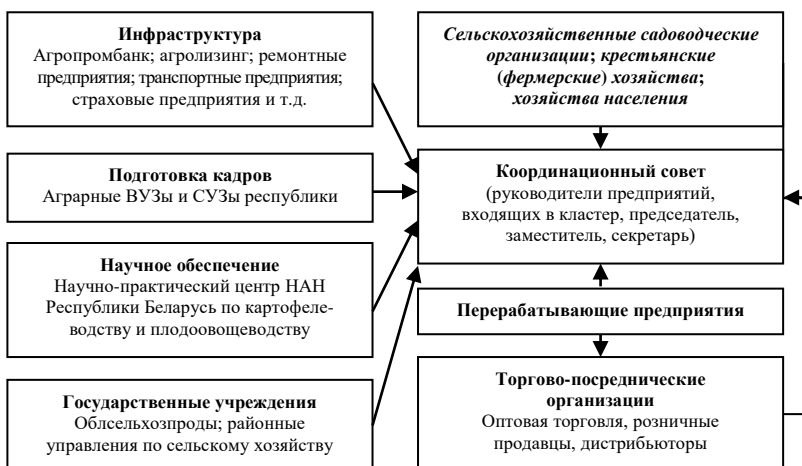 Инфраструктура
Агропромбанк; агролизинг; ремонтные
предприятия; транспортные предприятия;
страховые предприятия и т.д.
Подготовка кадров
Аграрные ВУЗы и СУЗы республики
Научное обеспечение
Научно-практический центр НАН
Республики Беларусь по картофеле-
водству и плодоовощеводству
Государственные учреждения
Облсельхозпроды; районные
управления по сельскому хозяйству
Сельскохозяйственные садоводческие
организации; крестьянские
(фермерские) хозяйства;
хозяйства населения
Координационный совет
(руководители предприятий,
входящих в кластер, председатель,
заместитель, секретарь)
Перерабатывающие предприятия
Торгово-посреднические
организации
Оптовая торговля, розничные
продавцы, дистрибьюторы